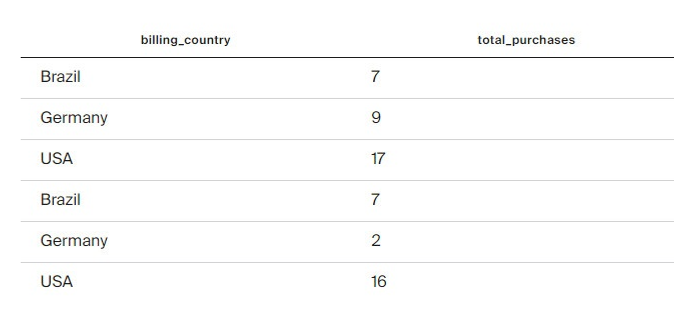 billing_country total_purchases
Brazil 7
Germany 9
USA 17
Brazil 7
Germany 2
USA 16